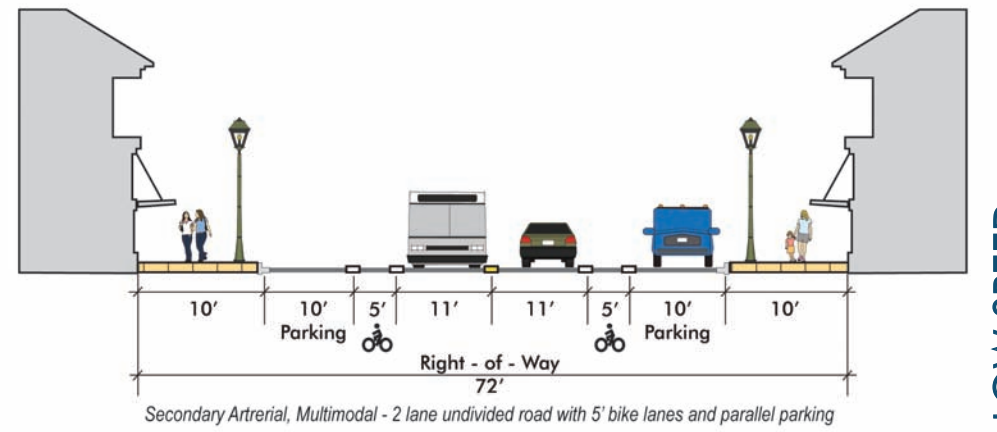 10' 10' 5' 11' 11' 5' 10' 10'
Parking Parking
Right - of - Way
72'
Secondary Artrerial, Multimodal - 2 lane undivided road with 5' bike lanes and parallel parking